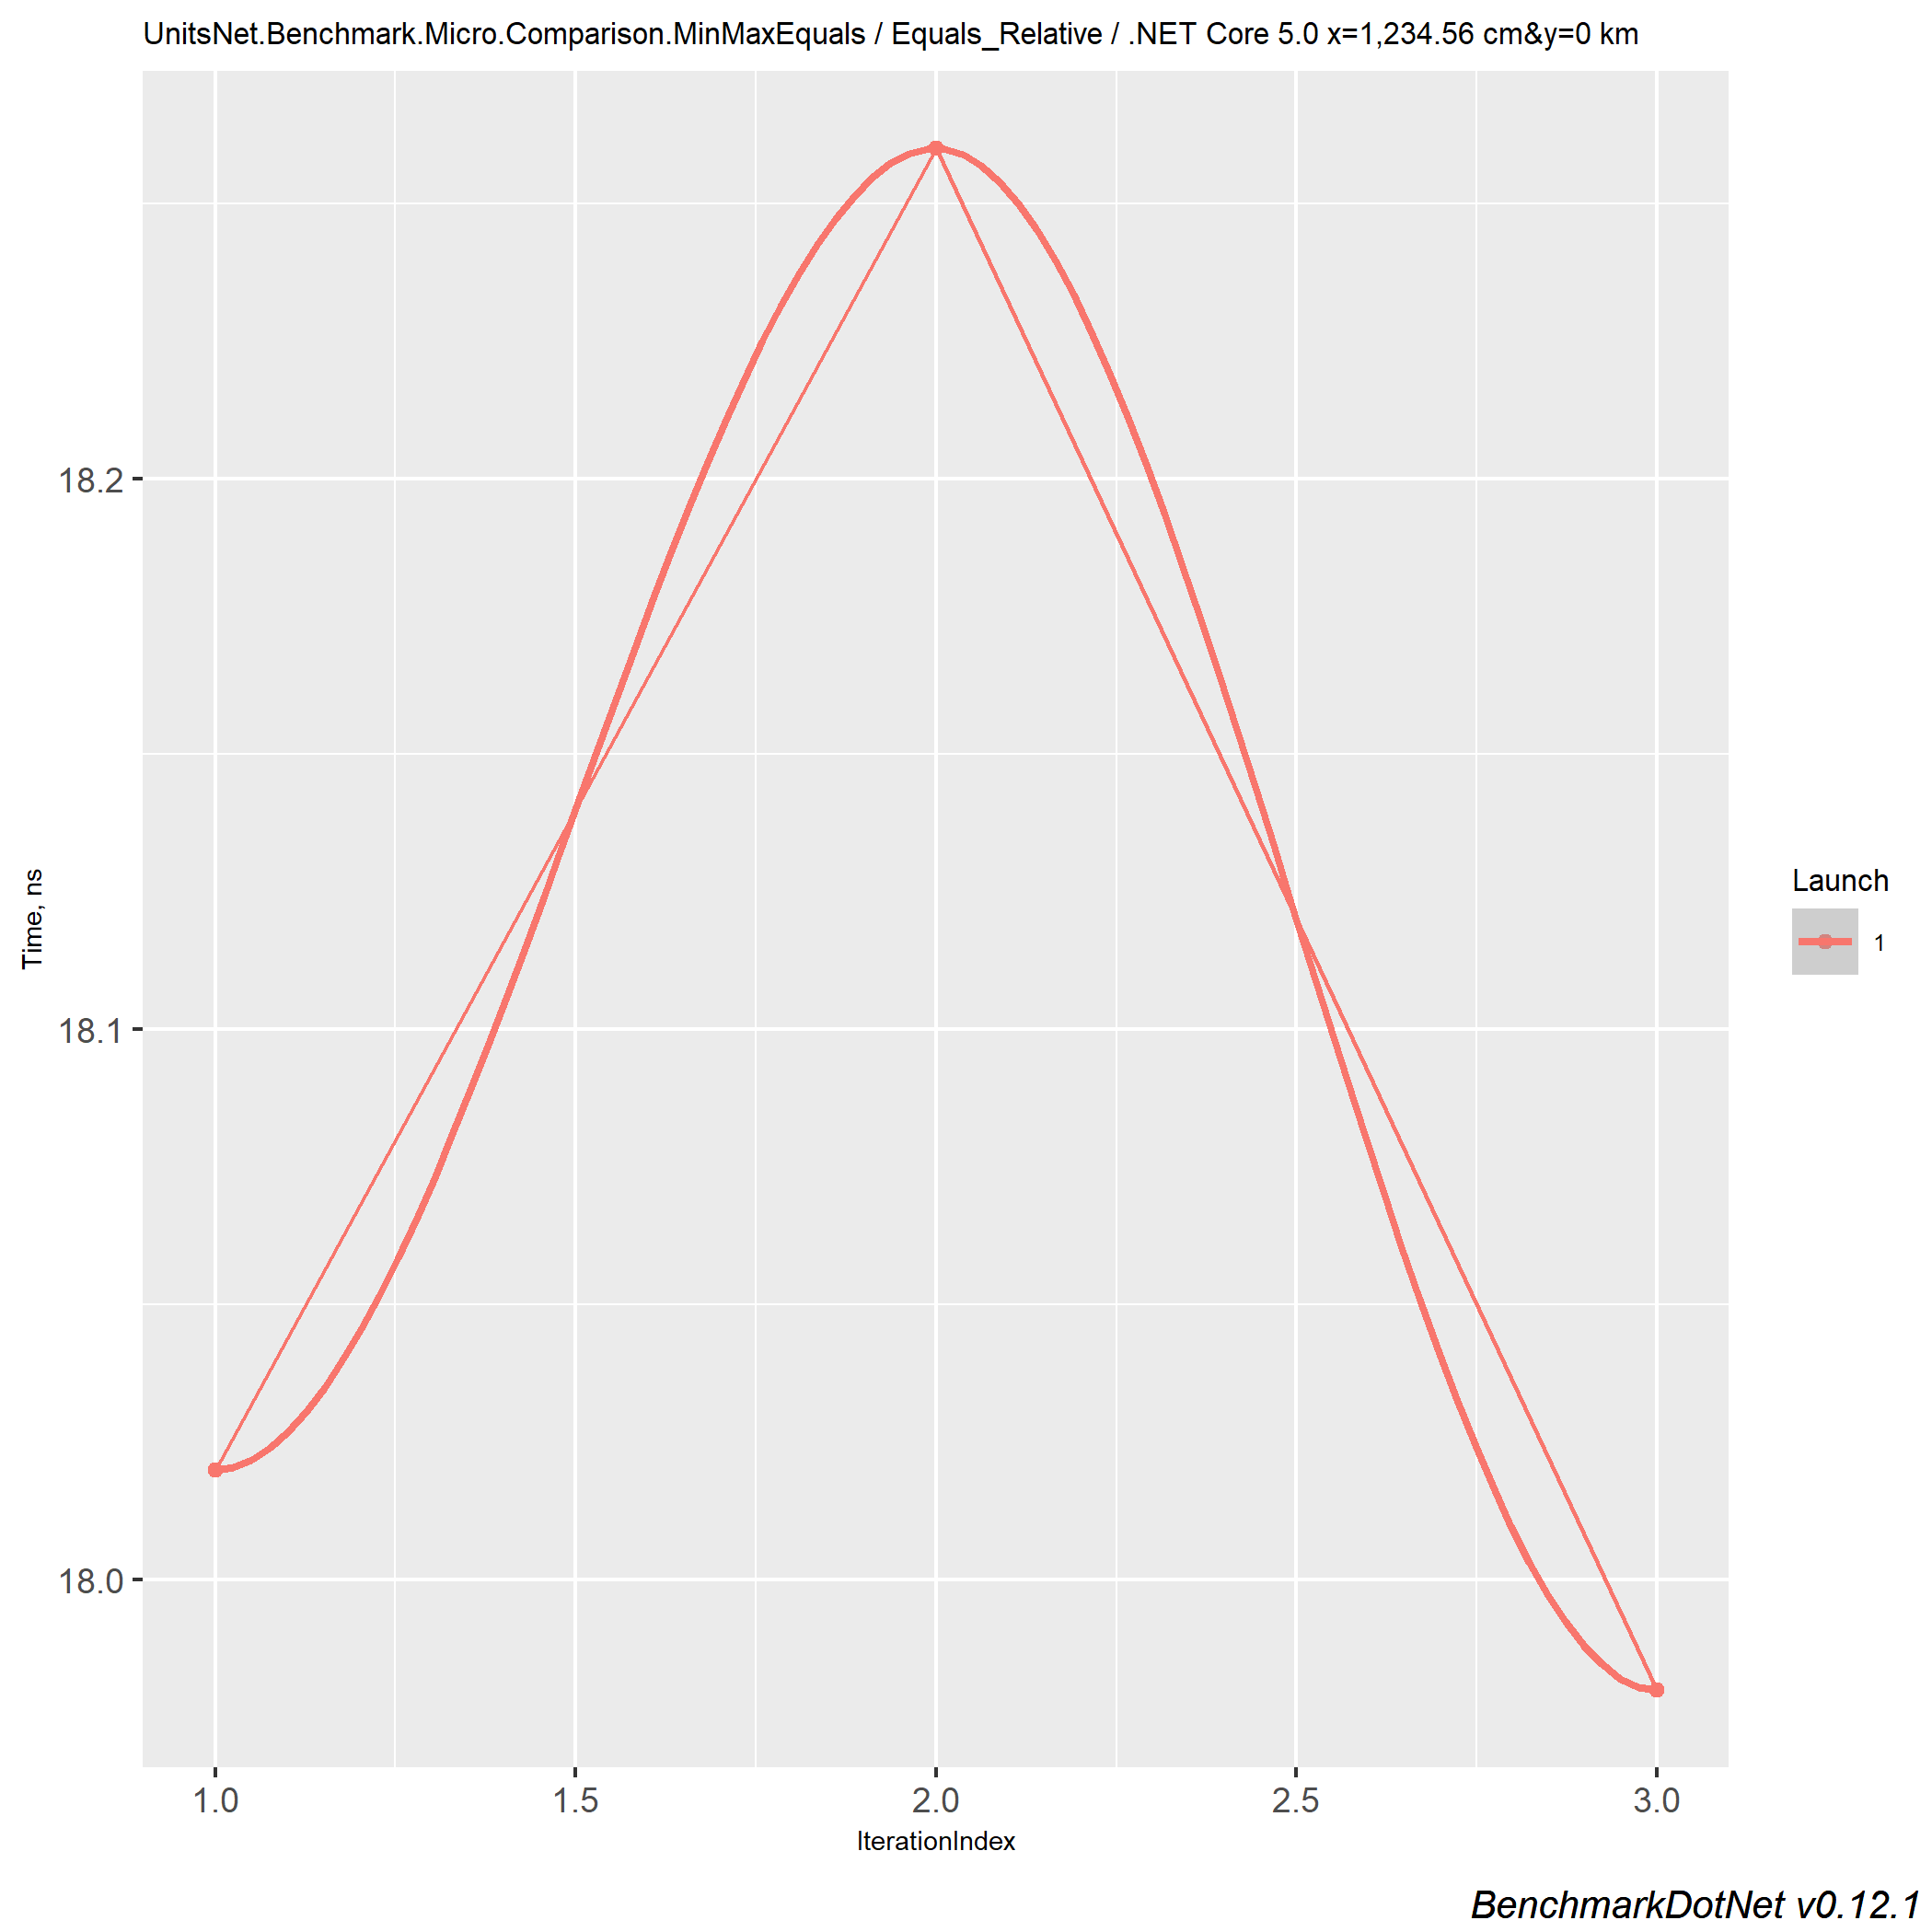 UnitsNet.Benchmark.Micro.Comparison.MinMaxEquals / Equals_Relative / .NET Core 5.0 x=1,234.56 cm&y=0 km
18.2
18.1
18.0
Time, ns
1.0 1.5 2.0 2.5 3.0
IterationIndex
Launch
1
BenchmarkDotNet v0.12.1